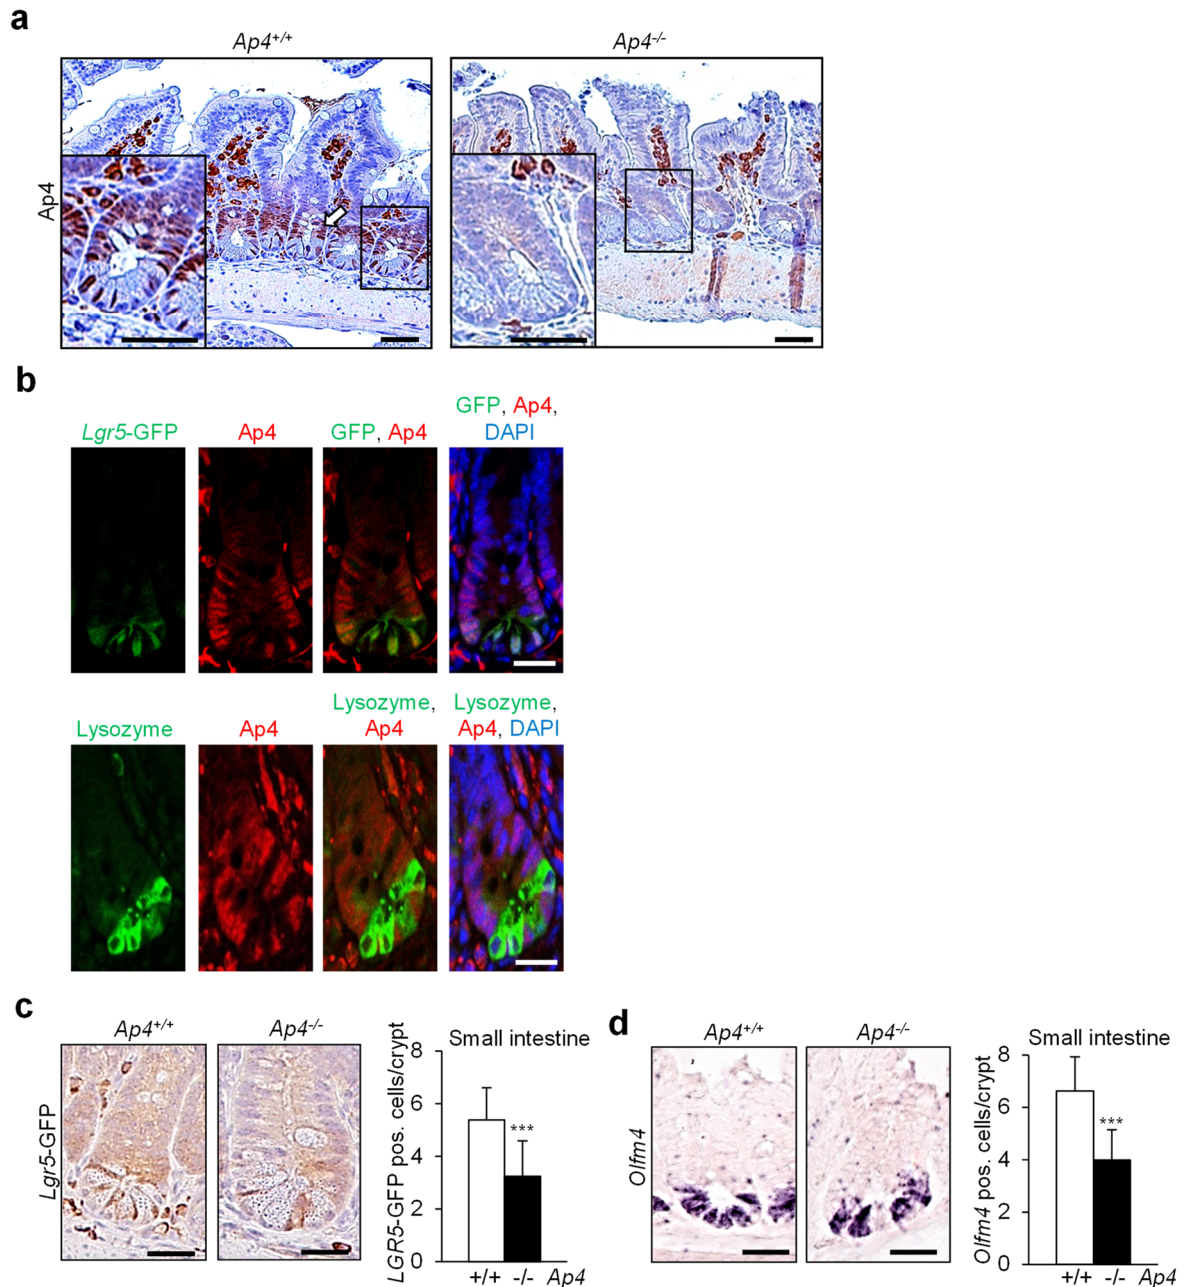 a
Ap4+/+
Ap4-/-
Ap4
b
Lgr5-GFP
Ap4
GFP, Ap4
GFP, Ap4,
DAPI
Lysozyme
Ap4
Lysozyme,
Ap4
Lysozyme,
Ap4, DAPI
c
Ap4+/+
Ap4-/-
Lgr5-GFP
Small intestine
LGR5-GFP pos. cells/crypt
8
6
4
2
0
***
+/+ -/- Ap4
d
Ap4+/+
Ap4-/-
Olfm4
Small intestine
Olfm4 pos. cells/crypt
8
6
4
2
0
***
+/+ -/- Ap4